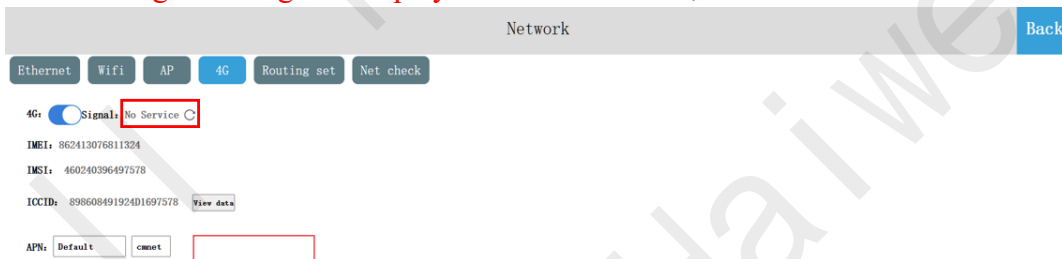 Network
Back
Ethernet Wifi AP 4G Routing set Net check
4G: Signal: No Service
IMEI: 862413076811324
IMSI: 460240396497578
ICCID: 898608491924D1697578 View data
APN: Default cmnet